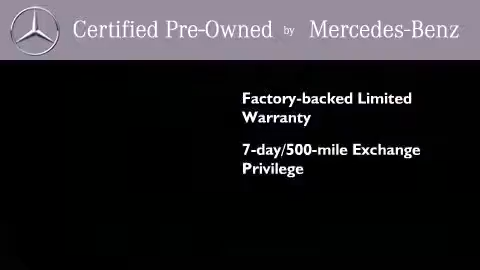 Certified Pre-Owned by Mercedes-Benz
Factory-backed Limited
Warranty
7-day/500-mile Exchange
Privilege